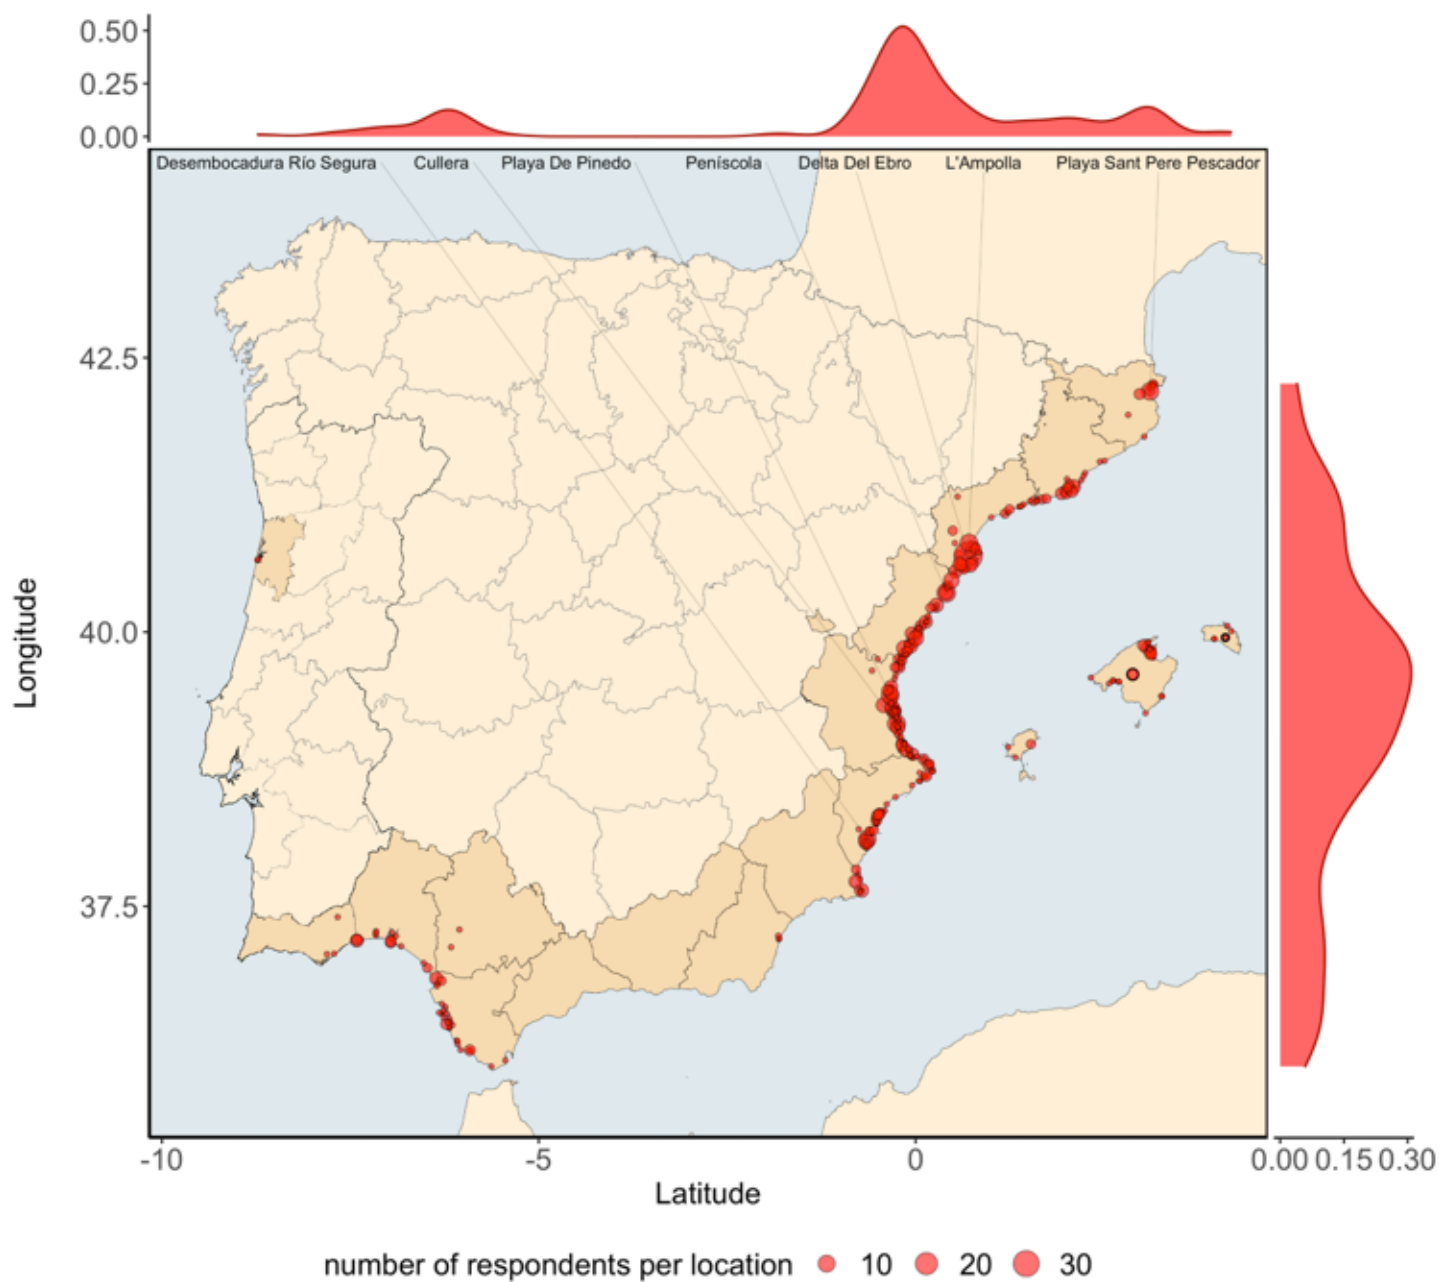 0.50
0.25
0.00
Desembocadura Río Segura Cullera Playa De Pinedo Peníscola Delta Del Ebro L'Ampolla Playa Sant Pere Pescador
42.5
40.0
37.5
Longitude
-10 -5 0 0.00 0.15 0.30
Latitude
number of respondents per location 10 20 30